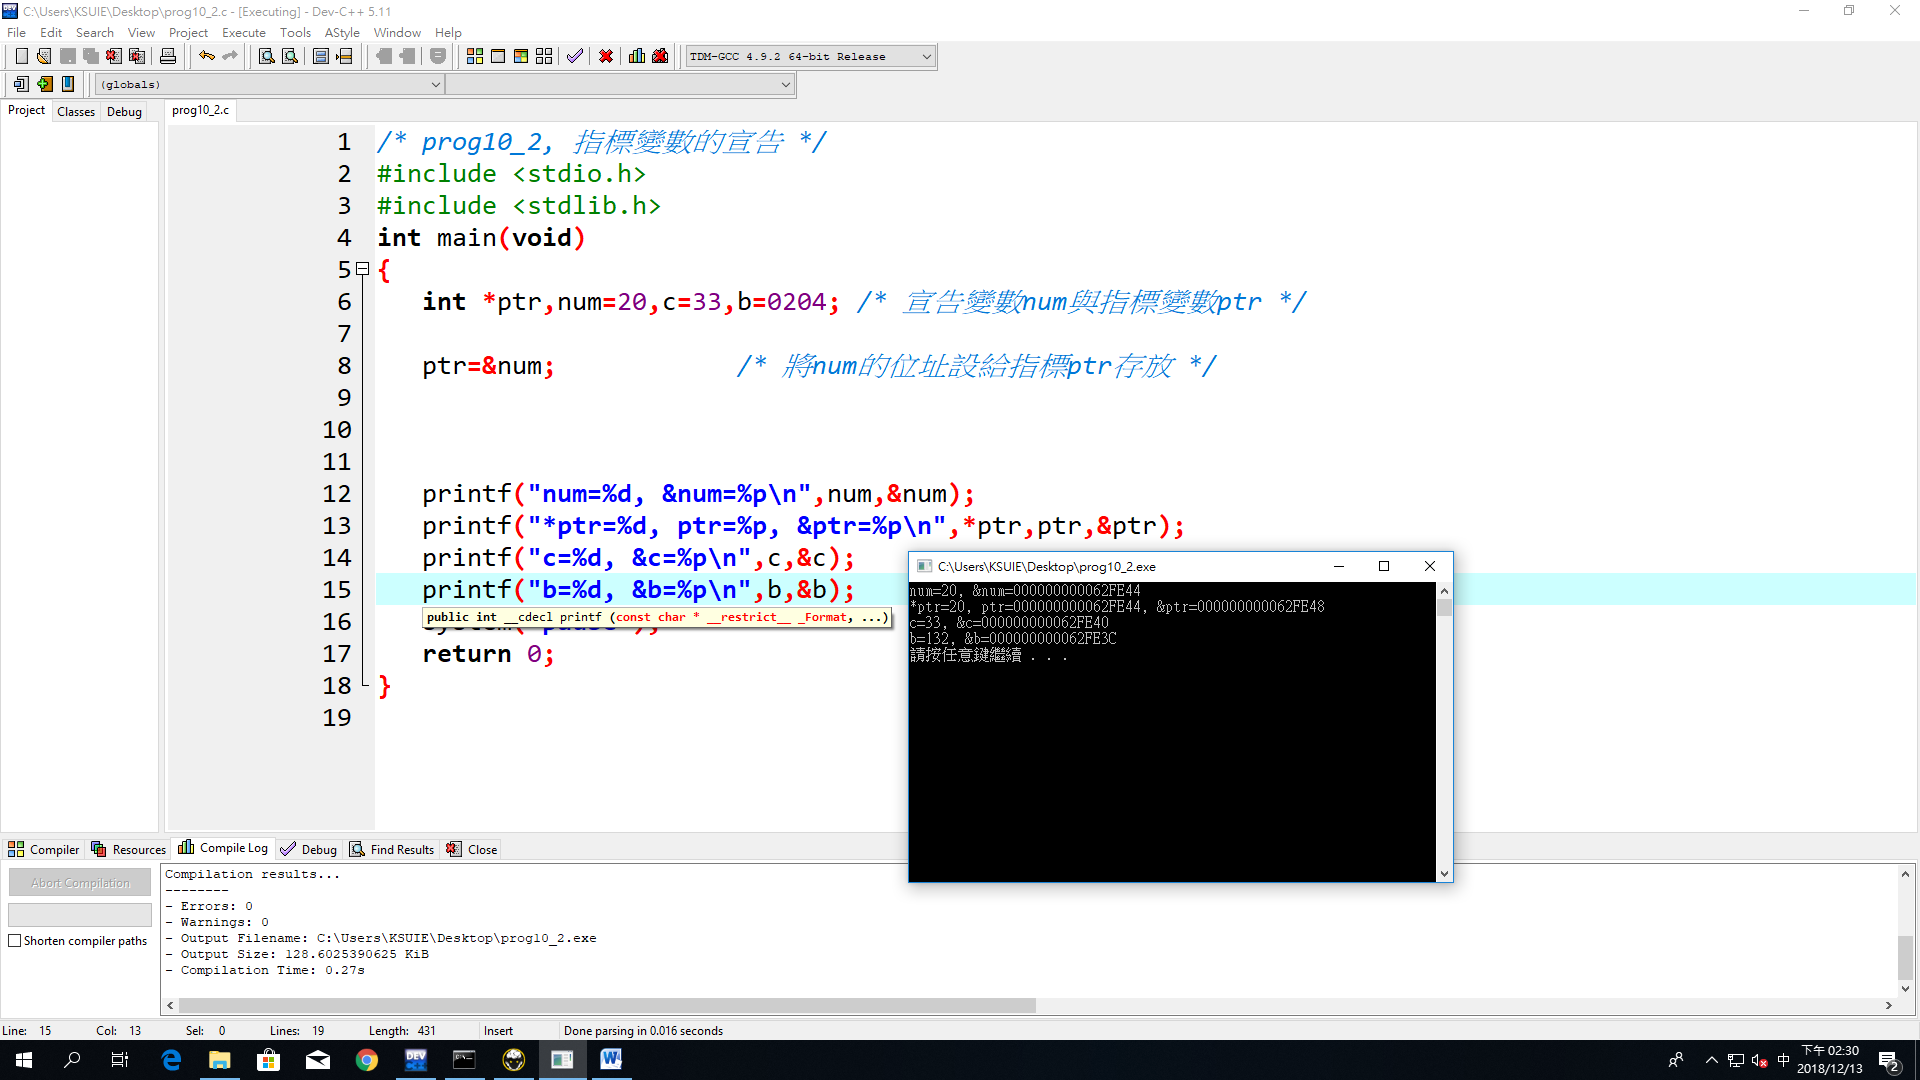 C:\Users\KSUIE\Desktop\prog10_2.c - [Executing] - Dev-C++ 5.11
File Edit Search View Project Execute Tools AStyle Window Help
TDM-GCC 4.9.2 64-bit Release
(globals)
Project Classes Debug prog10_2.c
1 /* prog10_2, 指標變數的宣告 */
2 #include <stdio.h>
3 #include <stdlib.h>
4 int main(void)
5 {
6 int *ptr,num=20,c=33,b=0204; /* 宣告變數num與指標變數ptr */
7
8 ptr=&num; /* 將num的位址設給指標ptr存放 */
9
10
11
12 printf("num=%d, &num=%p\n",num,&num);
13 printf("*ptr=%d, ptr=%p, &ptr=%p\n",*ptr,ptr,&ptr);
14 printf("c=%d, &c=%p\n",c,&c);
15 printf("b=%d, &b=%p\n",b,&b);
public int __cdecl printf (const char * __restrict__ _Format, ...)
16
17 return 0;
18 }
19
C:\Users\KSUIE\Desktop\prog10_2.exe
num=20, &num=000000000062FE44
*ptr=20, ptr=000000000062FE44, &ptr=000000000062FE48
c=33, &c=000000000062FE40
b=132, &b=000000000062FE3C
請按任意鍵繼續 . . .
Compiler Resources Compile Log Debug Find Results Close
Abort Compilation
Shorten compiler paths
Compilation results...
--------
- Errors: 0
- Warnings: 0
- Output Filename: C:\Users\KSUIE\Desktop\prog10_2.exe
- Output Size: 128.6025390625 KiB
- Compilation Time: 0.27s
Line: 15 Col: 13 Sel: 0 Lines: 19 Length: 431 Insert Done parsing in 0.016 seconds
DEV
中
下午 02:30
2018/12/13
2